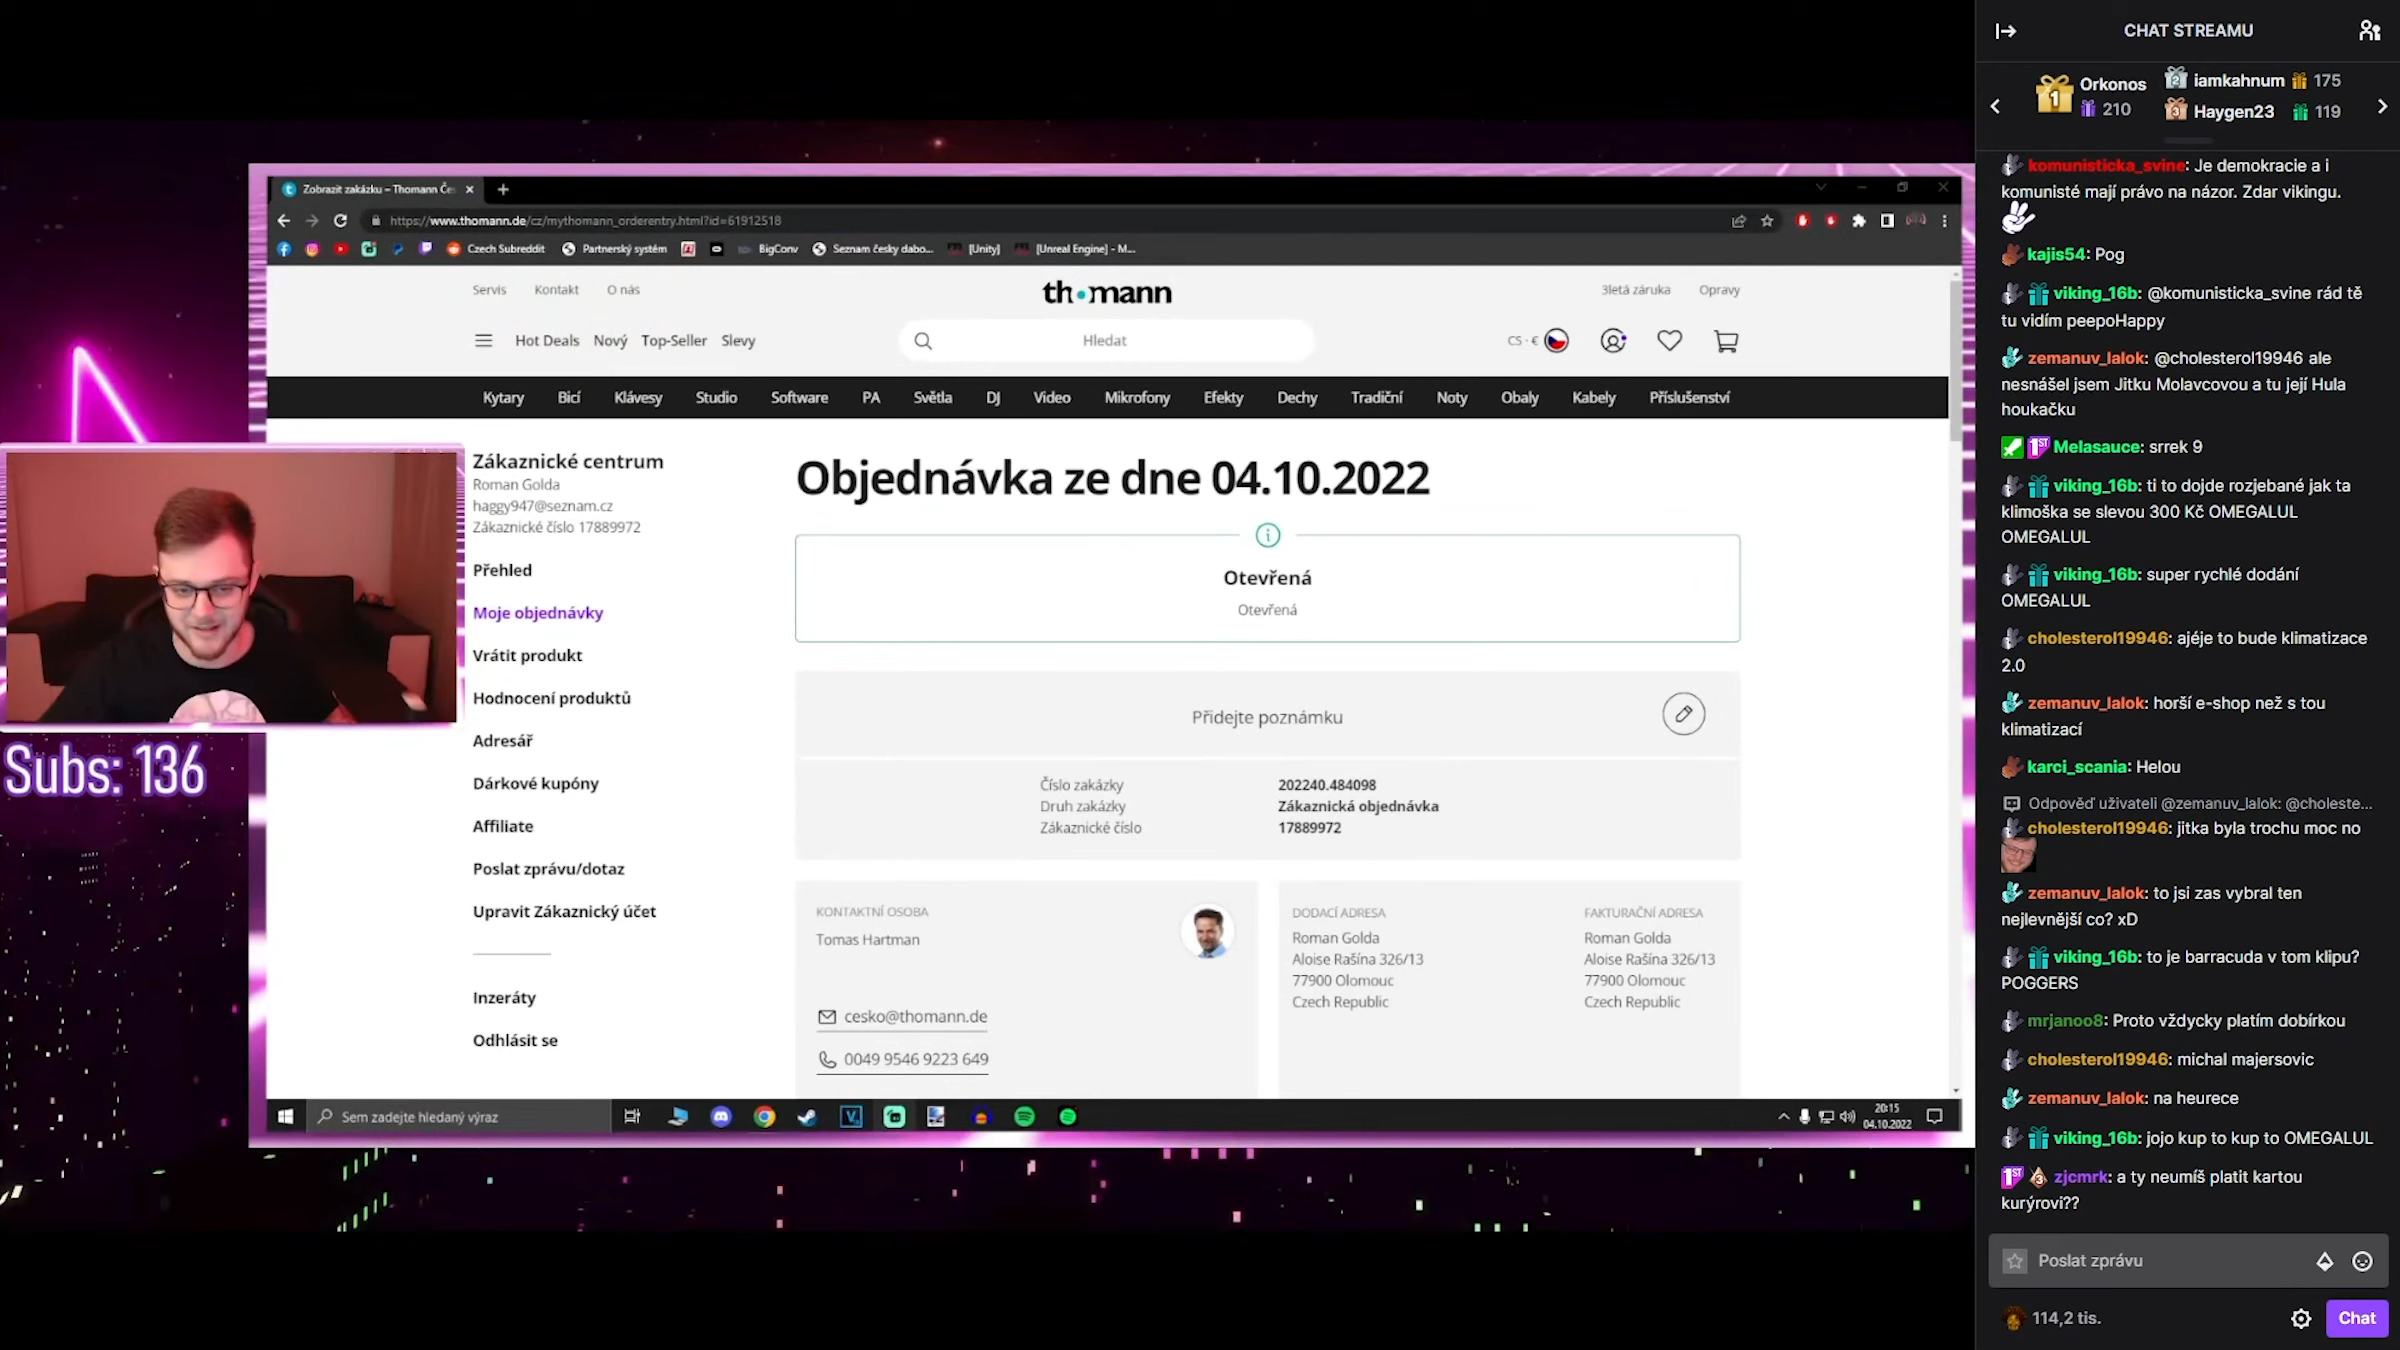 Zobrazit zakázku – Thomann Če
https://www.thomann.de/cz/mythomann_orderentry.html?id=61912518
Czech Subreddit
Partnerský systém
BigConv
Seznam česky dabo...
[Unity]
[Unreal Engine] - M...
Servis
Kontakt
O nás
th•mann
3letá záruka
Opravy
Hot Deals
Nový
Top-Seller
Slevy
Hledat
CS · €
Kytary
Bicí
Klávesy
Studio
Software
PA
Světla
DJ
Video
Mikrofony
Efekty
Dechy
Tradiční
Noty
Obaly
Kabely
Příslušenství
Zákaznické centrum
Roman Golda
haggy947@seznam.cz
Zákaznické číslo 17889972
Přehled
Moje objednávky
Vrátit produkt
Hodnocení produktů
Adresář
Dárkové kupóny
Affiliate
Poslat zprávu/dotaz
Upravit Zákaznický účet
Inzeráty
Odhlásit se
Objednávka ze dne 04.10.2022
Otevřená
Otevřená
Přidejte poznámku
Číslo zakázky 202240.484098
Druh zakázky Zákaznická objednávka
Zákaznické číslo 17889972
KONTAKTNÍ OSOBA
Tomas Hartman
cesko@thomann.de
0049 9546 9223 649
DODACÍ ADRESA
Roman Golda
Aloise Rašína 326/13
77900 Olomouc
Czech Republic
FAKTURAČNÍ ADRESA
Roman Golda
Aloise Rašína 326/13
77900 Olomouc
Czech Republic
Subs: 136
Sem zadejte hledaný výraz
20:15
04.10.2022
CHAT STREAMU
1
Orkonos
210
2
iamkahnum 175
3
Haygen23 119
komunisticka_svine: Je demokracie a i
komunisté mají právo na názor. Zdar vikingu.
kajis54: Pog
viking_16b: @komunisticka_svine rád tě
tu vidím peepoHappy
zemanuv_lalok: @cholesterol19946 ale
nesnášel jsem Jitku Molavcovou a tu její Hula
houkačku
1ST Melasauce: srrek 9
viking_16b: ti to dojde rozjebané jak ta
klimoška se slevou 300 Kč OMEGALUL
OMEGALUL
viking_16b: super rychlé dodání
OMEGALUL
cholesterol19946: ajéje to bude klimatizace
2.0
zemanuv_lalok: horší e-shop než s tou
klimatizací
karci_scania: Helou
Odpověď uživateli @zemanuv_lalok: @choleste...
cholesterol19946: jitka byla trochu moc no
zemanuv_lalok: to jsi zas vybral ten
nejlevnější co? xD
viking_16b: to je barracuda v tom klipu?
POGGERS
mrjanoo8: Proto vždycky platím dobírkou
cholesterol19946: michal majersovic
zemanuv_lalok: na heurece
viking_16b: jojo kup to kup to OMEGALUL
1ST 3 zjcmrk: a ty neumíš platit kartou
kurýrovi??
Poslat zprávu
114,2 tis.
Chat